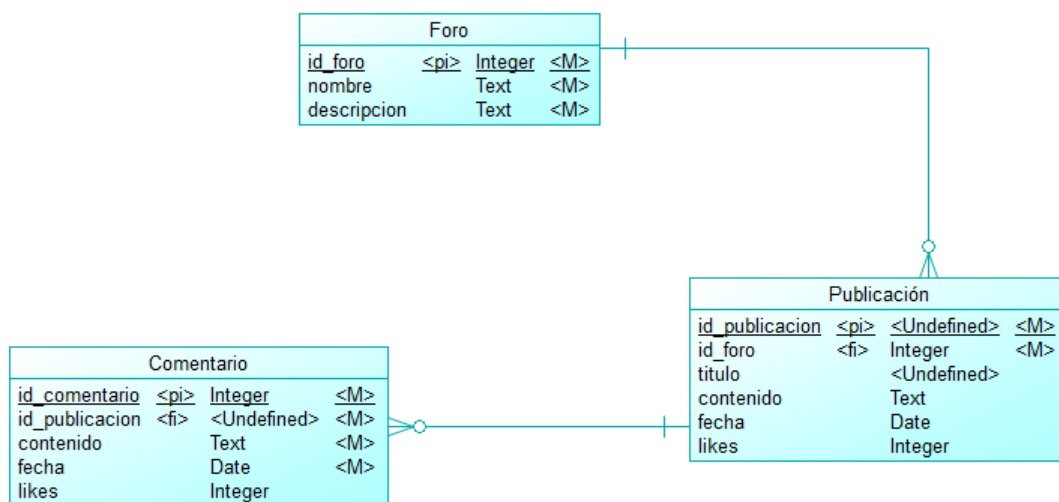 Foro
id_foro <pi> Integer <M>
nombre Text <M>
descripcion Text <M>
Publicación
id_publicacion <pi> <Undefined> <M>
id_foro <fi> Integer <M>
titulo <Undefined>
contenido Text
fecha Date
likes Integer
Comentario
id_comentario <pi> Integer <M>
id_publicacion <fi> <Undefined> <M>
contenido Text <M>
fecha Date <M>
likes Integer